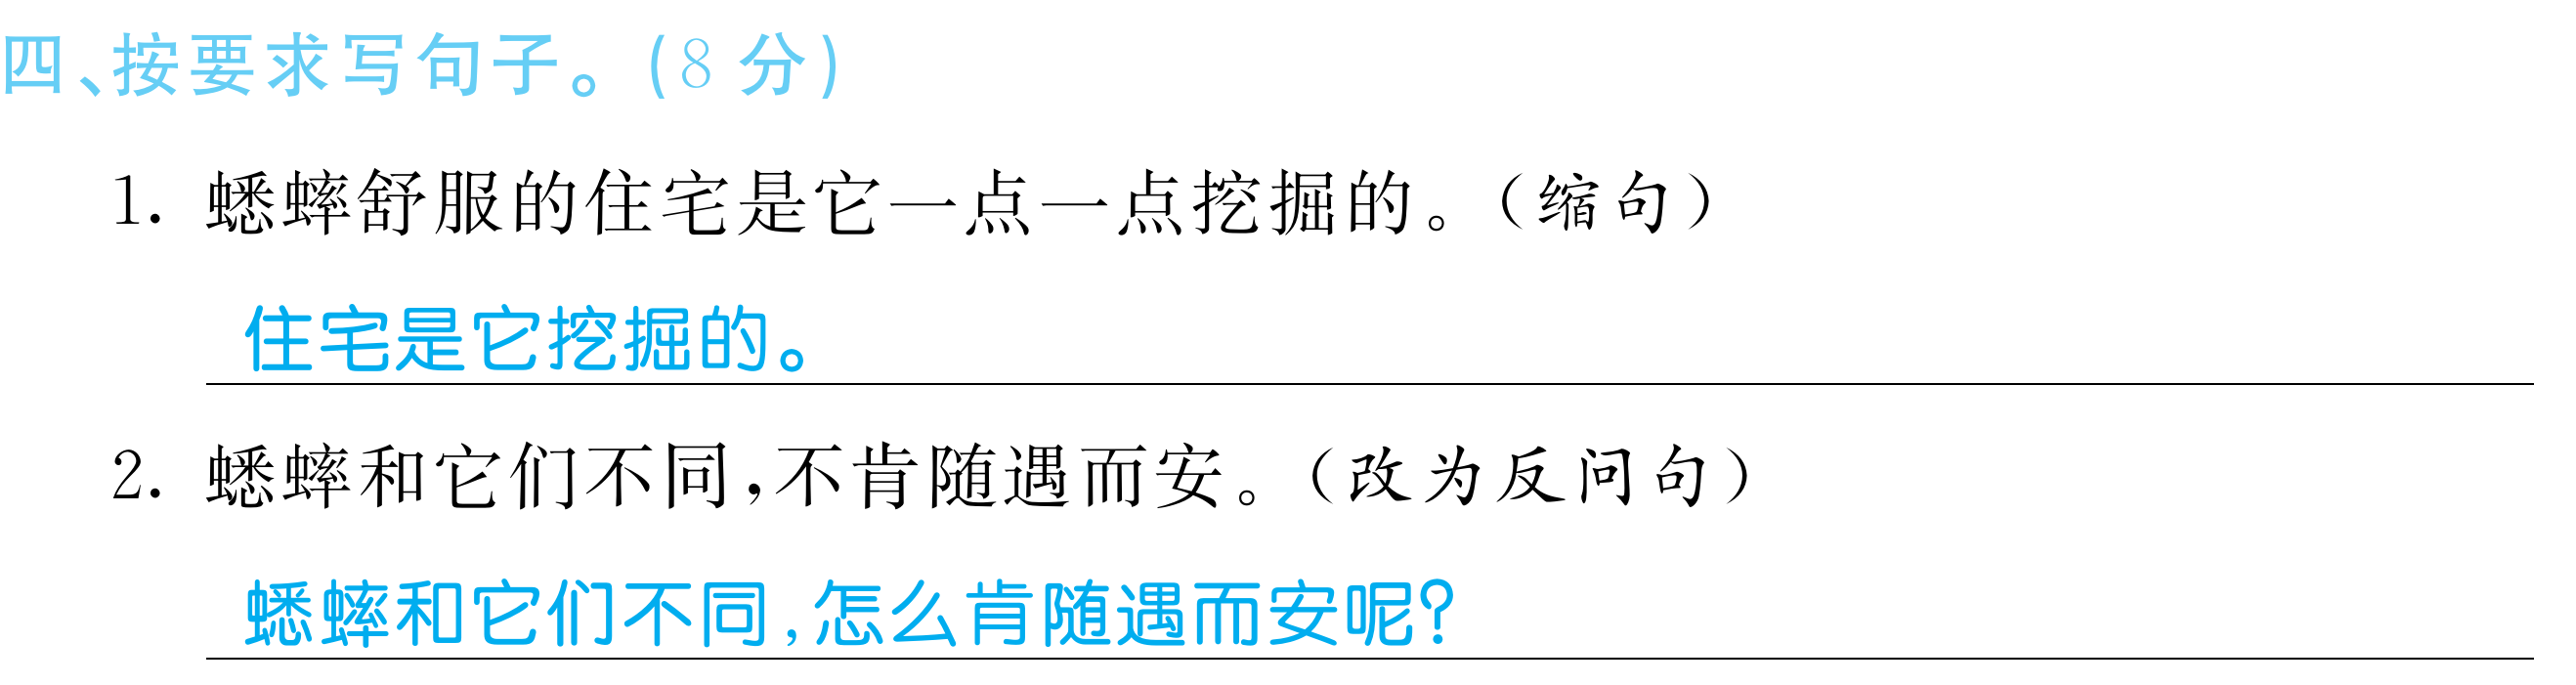 四、按要求写句子。(8 分)
1. 蟋蟀舒服的住宅是它一点一点挖掘的。（缩句）
住宅是它挖掘的。
2. 蟋蟀和它们不同,不肯随遇而安。（改为反问句）
蟋蟀和它们不同,怎么肯随遇而安呢?